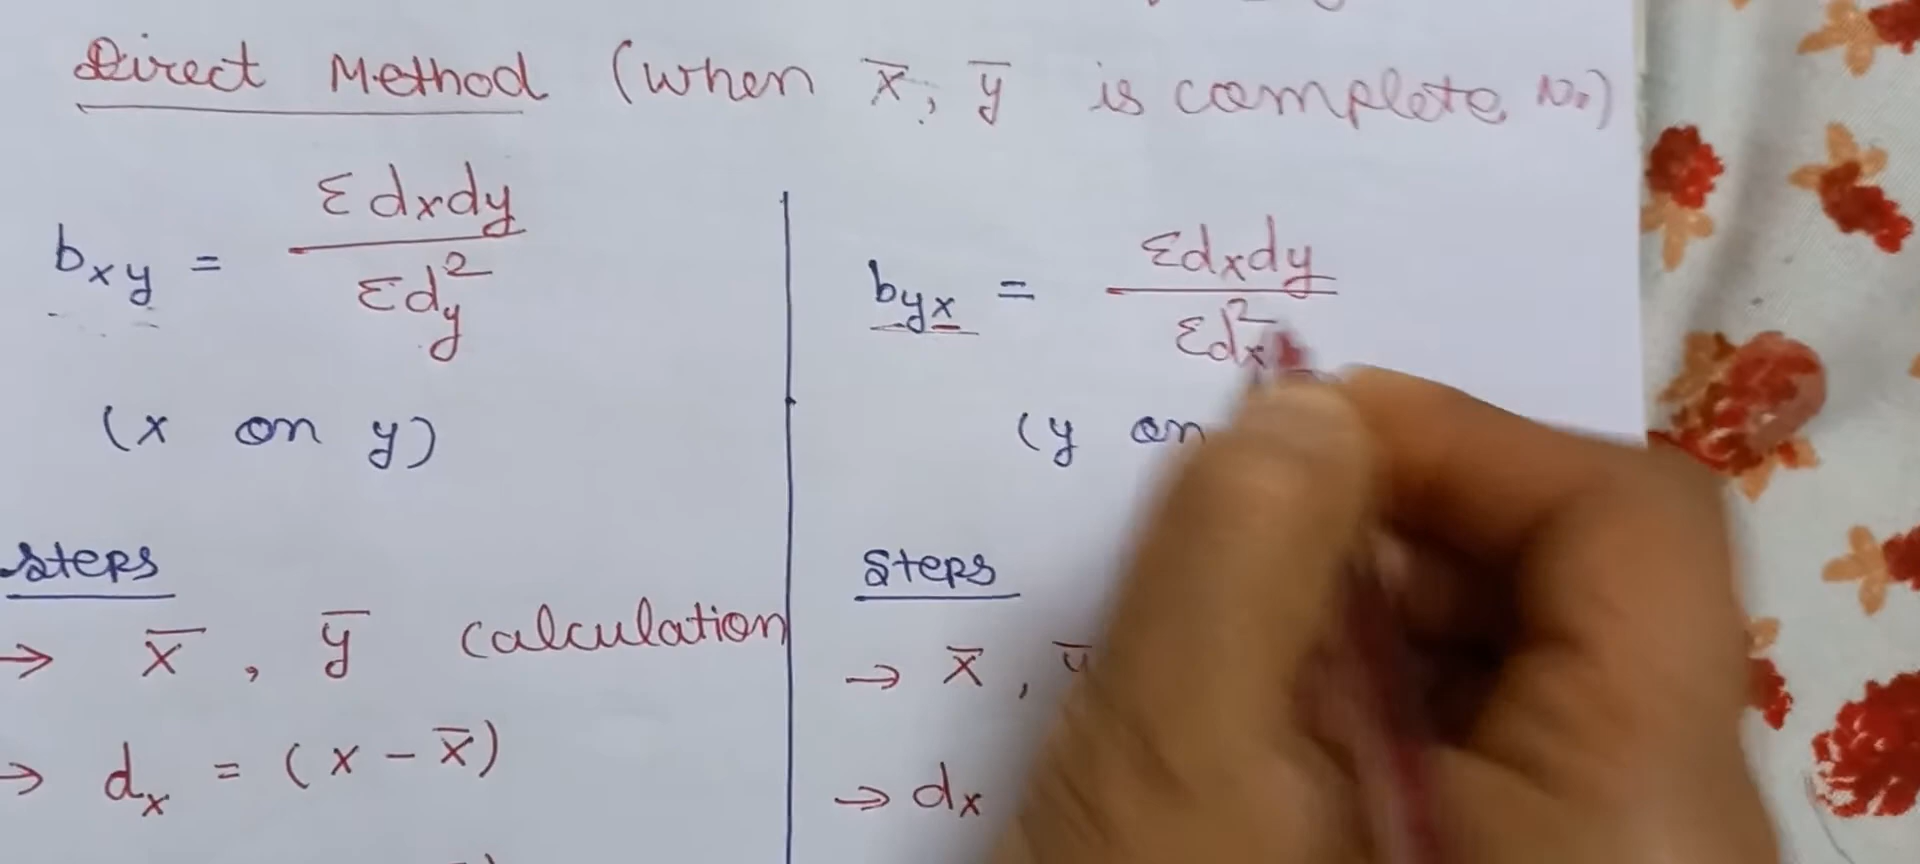 Direct Method (when x̅, y̅ is complete No.)
bxy = Σdxdy / Σdy²
(x on y)
Steps
→ x̅, y̅ calculation
→ dx = (x - x̅)
byx = Σdxdy / Σdx²
(y on
Steps
→ x̅, y̅
→ dx